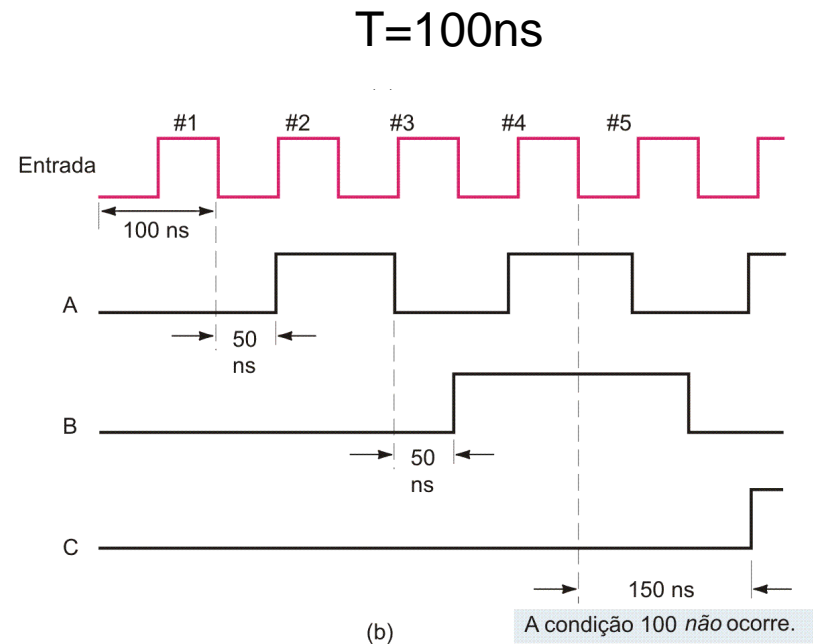 T=100ns
#1 #2 #3 #4 #5
Entrada
100 ns
A
50
ns
B
50
ns
C
150 ns
A condição 100 não ocorre.
(b)